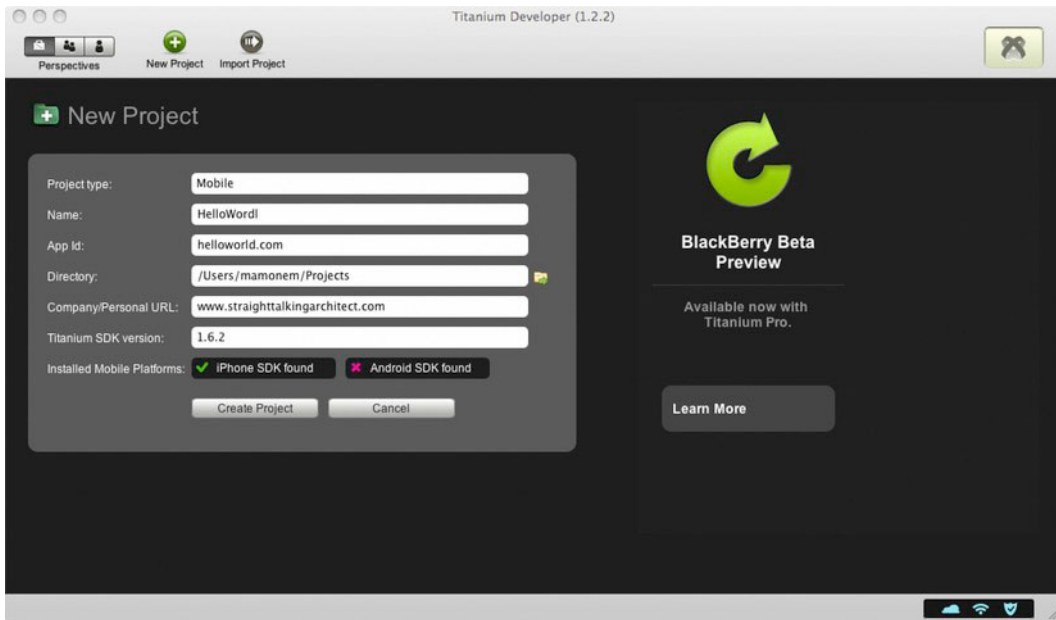 Titanium Developer (1.2.2)
Perspectives
New Project
Import Project
New Project
Project type: Mobile
Name: HelloWordl
App Id: helloworld.com
Directory: /Users/mamonem/Projects
Company/Personal URL: www.straighttalkingarchitect.com
Titanium SDK version: 1.6.2
Installed Mobile Platforms: iPhone SDK found Android SDK found
Create Project Cancel
BlackBerry Beta
Preview
Available now with
Titanium Pro.
Learn More